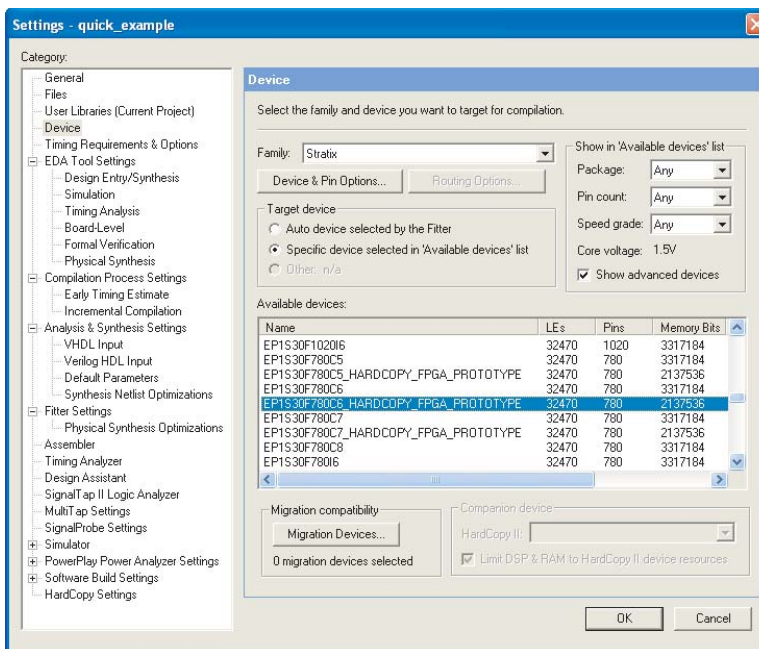 Settings - quick_example
Category:
General
Files
User Libraries (Current Project)
Device
Timing Requirements & Options
EDA Tool Settings
Design Entry/Synthesis
Simulation
Timing Analysis
Board-Level
Formal Verification
Physical Synthesis
Compilation Process Settings
Early Timing Estimate
Incremental Compilation
Analysis & Synthesis Settings
VHDL Input
Verilog HDL Input
Default Parameters
Synthesis Netlist Optimizations
Fitter Settings
Physical Synthesis Optimizations
Assembler
Timing Analyzer
Design Assistant
SignalTap II Logic Analyzer
MultiTap Settings
SignalProbe Settings
Simulator
PowerPlay Power Analyzer Settings
Software Build Settings
HardCopy Settings
Device
Select the family and device you want to target for compilation.
Family: Stratix
Device & Pin Options... Routing Options...
Target device
Auto device selected by the Fitter
Specific device selected in 'Available devices' list
Other: n/a
Show in 'Available devices' list
Package: Any
Pin count: Any
Speed grade: Any
Core voltage: 1.5V
Show advanced devices
Available devices:
Name LEs Pins Memory Bits
EP1S30F1020I6 32470 1020 3317184
EP1S30F780C5 32470 780 3317184
EP1S30F780C5_HARDCOPY_FPGA_PROTOTYPE 32470 780 2137536
EP1S30F780C6 32470 780 3317184
EP1S30F780C6_HARDCOPY_FPGA_PROTOTYPE 32470 780 2137536
EP1S30F780C7 32470 780 3317184
EP1S30F780C7_HARDCOPY_FPGA_PROTOTYPE 32470 780 2137536
EP1S30F780C8 32470 780 3317184
EP1S30F780I6 32470 780 3317184
Migration compatibility
Migration Devices...
0 migration devices selected
Companion device
HardCopy II:
Limit DSP & RAM to HardCopy II device resources
OK Cancel